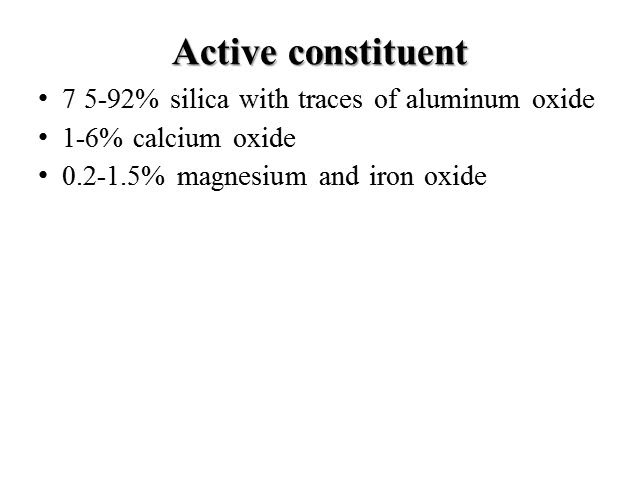 Active constituent
• 7 5-92% silica with traces of aluminum oxide
• 1-6% calcium oxide
• 0.2-1.5% magnesium and iron oxide